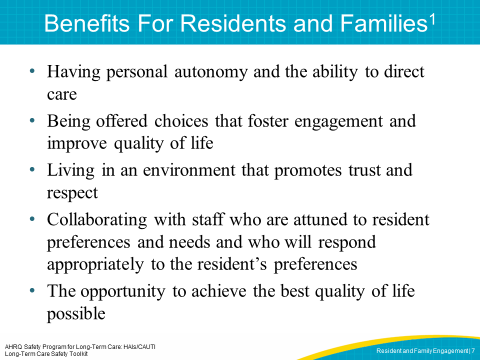 Benefits For Residents and Families1
• Having personal autonomy and the ability to direct
care
• Being offered choices that foster engagement and
improve quality of life
• Living in an environment that promotes trust and
respect
• Collaborating with staff who are attuned to resident
preferences and needs and who will respond
appropriately to the resident’s preferences
• The opportunity to achieve the best quality of life
possible
AHRQ Safety Program for Long-Term Care: HAIs/CAUTI
Long-Term Care Safety Toolkit
Resident and Family Engagement | 7